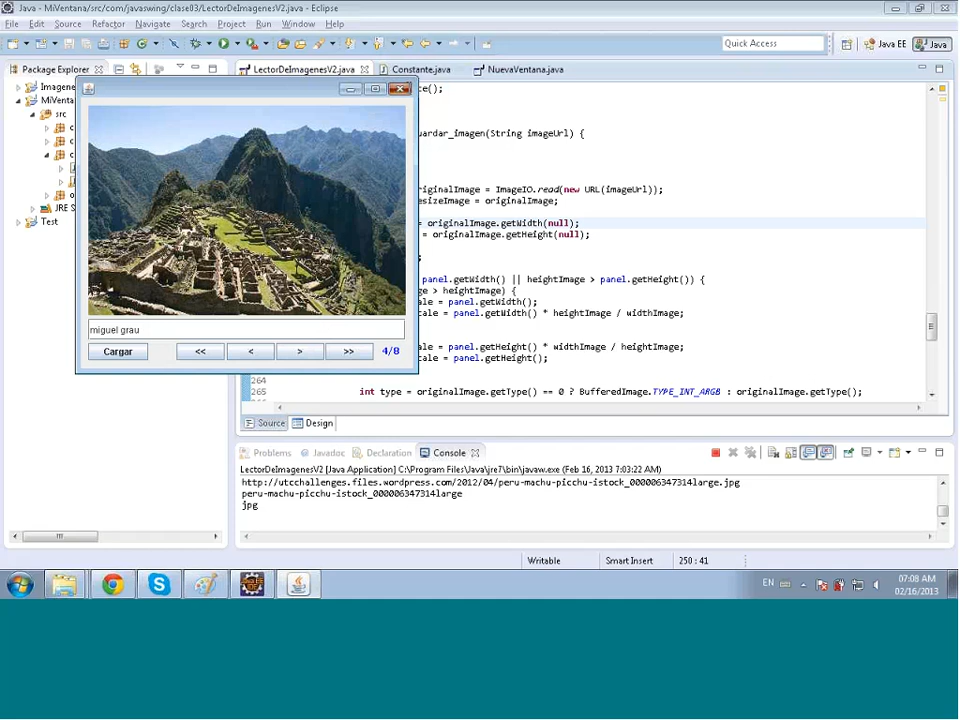 Java - MiVentana/src/com/javaswing/clase03/LectorDeImagenesV2.java - Eclipse
File Edit Source Refactor Navigate Search Project Run Window Help
Quick Access
Java EE
Java
Package Explorer
LectorDeImagenesV2.java
Constante.java
NuevaVentana.java
Imagene
MiVenta
src
c
c
c
o
JRE S
Test
ce();
uardar_imagen(String imageUrl) {
riginalImage = ImageIO.read(new URL(imageUrl));
esizeImage = originalImage;
= originalImage.getWidth(null);
= originalImage.getHeight(null);
;
panel.getWidth() || heightImage > panel.getHeight()) {
e > heightImage) {
ale = panel.getWidth();
cale = panel.getWidth() * heightImage / widthImage;
ale = panel.getHeight() * widthImage / heightImage;
cale = panel.getHeight();
264
265 int type = originalImage.getType() == 0 ? BufferedImage.TYPE_INT_ARGB : originalImage.getType();
miguel grau
Cargar << < > >> 4/8
Source Design
Problems Javadoc Declaration Console
LectorDeImagenesV2 [Java Application] C:\Program Files\Java\jre7\bin\javaw.exe (Feb 16, 2013 7:03:22 AM)
http://utcchallenges.files.wordpress.com/2012/04/peru-machu-picchu-istock_000006347314large.jpg
peru-machu-picchu-istock_000006347314large
jpg
Writable Smart Insert 250 : 41
EN
07:08 AM
02/16/2013